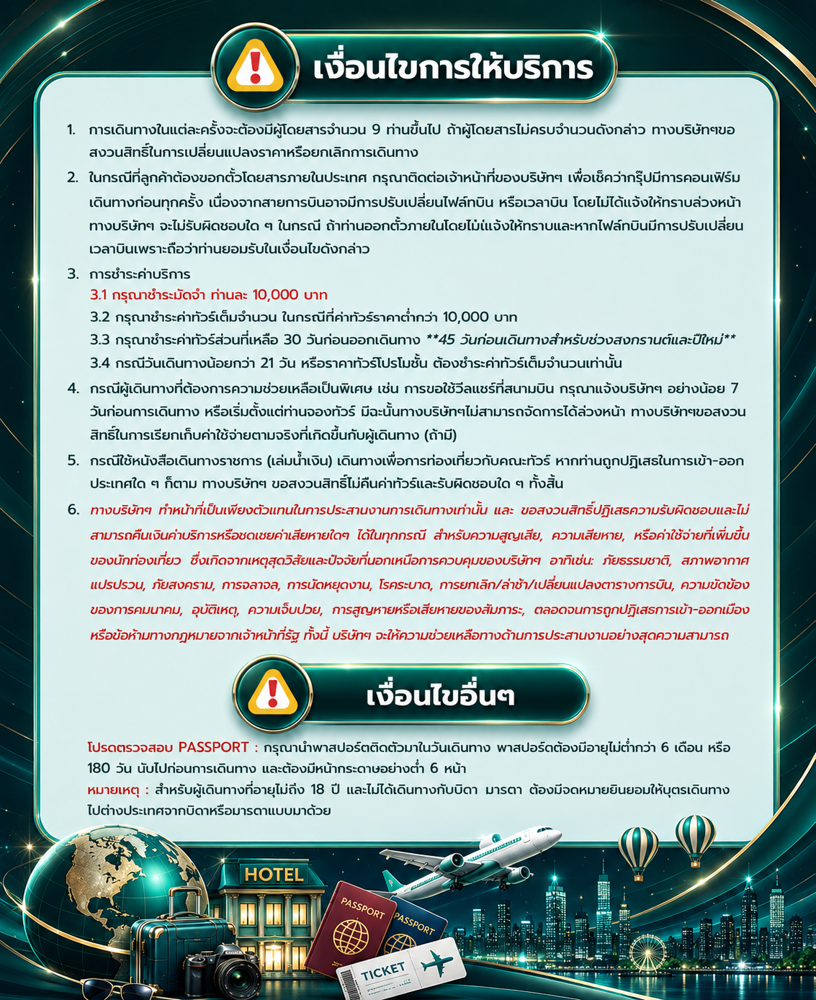 เงื่อนไขการให้บริการ
1. การเดินทางในแต่ละครั้งจะต้องมีผู้โดยสารจำนวน 9 ท่านขึ้นไป ถ้าผู้โดยสารไม่ครบจำนวนดังกล่าว ทางบริษัทฯขอ
สงวนสิทธิ์ในการเปลี่ยนแปลงราคาหรือยกเลิกการเดินทาง
2. ในกรณีที่ลูกค้าต้องขอกตั้วโดยสารภายในประเทศ กรุณาติดต่อเจ้าหน้าที่ของบริษัทฯ เพื่อเช็คว่ากรุ๊ปมีการคอนเฟิร์ม
เดินทางก่อนทุกครั้ง เนื่องจากสายการบินอาจมีการปรับเปลี่ยนไฟล์ทบิน หรือเวลาบิน โดยไม่ได้แจ้งให้ทราบล่วงหน้า
ทางบริษัทฯ จะไม่รับผิดชอบใด ๆ ในกรณี ถ้าท่านออกตั้วภายในโดยไม่แจ้งให้ทราบและหากไฟล์ทบินมีการปรับเปลี่ยน
เวลาบินเพราะถือว่าท่านยอมรับในเงื่อนไขดังกล่าว
3. การชำระค่าบริการ
3.1 กรุณาชำระมัดจำ ท่านละ 10,000 บาท
3.2 กรุณาชำระค่าทัวร์เต็มจำนวน ในกรณีที่ค่าทัวร์ราคาต่ำกว่า 10,000 บาท
3.3 กรุณาชำระค่าทัวร์ส่วนที่เหลือ 30 วันก่อนออกเดินทาง **45 วันก่อนเดินทางสำหรับช่วงสงกรานต์และปีใหม่**
3.4 กรณีวันเดินทางน้อยกว่า 21 วัน หรือราคาทัวร์โปรโมชั้น ต้องชำระค่าทัวร์เต็มจำนวนเท่านั้น
4. กรณีผู้เดินทางที่ต้องการความช่วยเหลือเป็นพิเศษ เช่น การขอใช้วีลแชร์ที่สนามบิน กรุณาแจ้งบริษัทฯ อย่างน้อย 7
วันก่อนการเดินทาง หรือเริ่มตั้งแต่ท่านจองทัวร์ มีฉะนั้นทางบริษัทฯไม่สามารถจัดการได้ล่วงหน้า ทางบริษัทฯขอสงวน
สิทธิ์ในการเรียกเก็บค่าใช้จ่ายตามจริงที่เกิดขึ้นกับผู้เดินทาง (ถ้ามี)
5. กรณีใช้หนังสือเดินทางราชการ (เล่มน้ำเงิน) เดินทางเพื่อการท่องเที่ยวกับคณะทัวร์ หากท่านถูกปฏิเสธในการเข้า-ออก
ประเทศใด ๆ ก็ตาม ทางบริษัทฯ ขอสงวนสิทธิ์ไม่คืนค่าทัวร์และรับผิดชอบใด ๆ ทั้งสิ้น
6. ทางบริษัทฯ ทำหน้าที่เป็นเพียงตัวแทนในการประสานงานการเดินทางเท่านั้น และ ขอสงวนสิทธิ์ปฏิเสธความรับผิดชอบและไม่
สามารถคืนเงินค่าบริการหรือชดเชยค่าเสียหายใดๆ ได้ในทุกกรณี สำหรับความสูญเสีย, ความเสียหาย, หรือค่าใช้จ่ายที่เพิ่มขึ้น
ของนักท่องเที่ยว ซึ่งเกิดจากเหตุสุดวิสัยและปัจจัยที่นอกเหนือการควบคุมของบริษัทฯ อาทิเช่น: ภัยธรรมชาติ, สภาพอากาศ
แปรปรวน, ภัยสงคราม, การจลาจล, การนัดหยุดงาน, โรคระบาด, การยกเลิก/ล่าช้า/เปลี่ยนแปลงตารางการบิน, ความขัดข้อง
ของการคมนาคม, อุบัติเหตุ, ความเจ็บปวย, การสูญหายหรือเสียหายของสัมภาระ, ตลอดจนการถูกปฏิเสธการเข้า-ออกเมือง
หรือข้อห้ามทางกฎหมายจากเจ้าหน้าที่รัฐ ทั้งนี้ บริษัทฯ จะให้ความช่วยเหลือทางด้านการประสานงานอย่างสุดความสามารถ
เงื่อนไขอื่นๆ
โปรดตรวจสอบ PASSPORT : กรุณานำพาสปอร์ตติดตัวมาในวันเดินทาง พาสปอร์ตต้องมีอายุไม่ต่ำกว่า 6 เดือน หรือ
180 วัน นับไปก่อนการเดินทาง และต้องมีหน้ากระดาษอย่างต่ำ 6 หน้า
หมายเหตุ : สำหรับผู้เดินทางที่อายุไม่ถึง 18 ปี และไม่ได้เดินทางกับบิดา มารดา ต้องมีจดหมายยินยอมให้บุตรเดินทาง
ไปต่างประเทศจากบิดาหรือมารดาแบบมาด้วย
HOTEL
PASSPORT
PASSPORT
TICKET